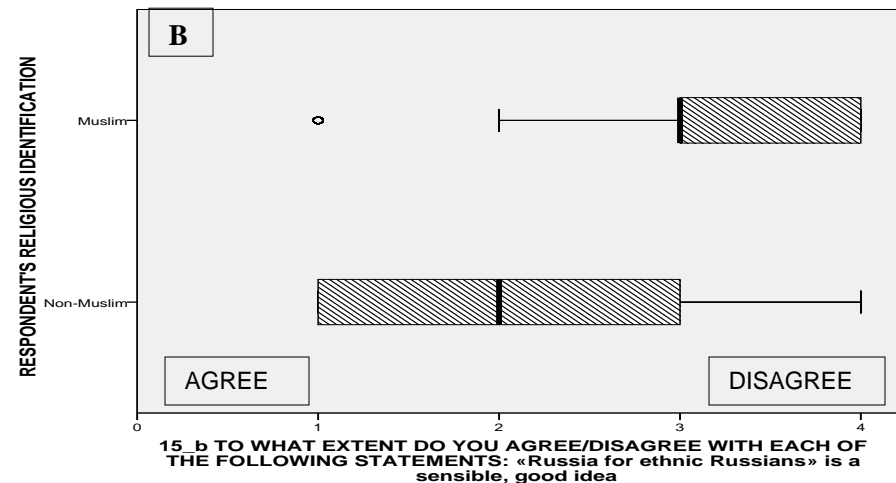 B
RESPONDENT'S RELIGIOUS IDENTIFICATION
Muslim
Non-Muslim
AGREE
DISAGREE
0
1
2
3
4
15_b TO WHAT EXTENT DO YOU AGREE/DISAGREE WITH EACH OF
THE FOLLOWING STATEMENTS: «Russia for ethnic Russians» is a
sensible, good idea